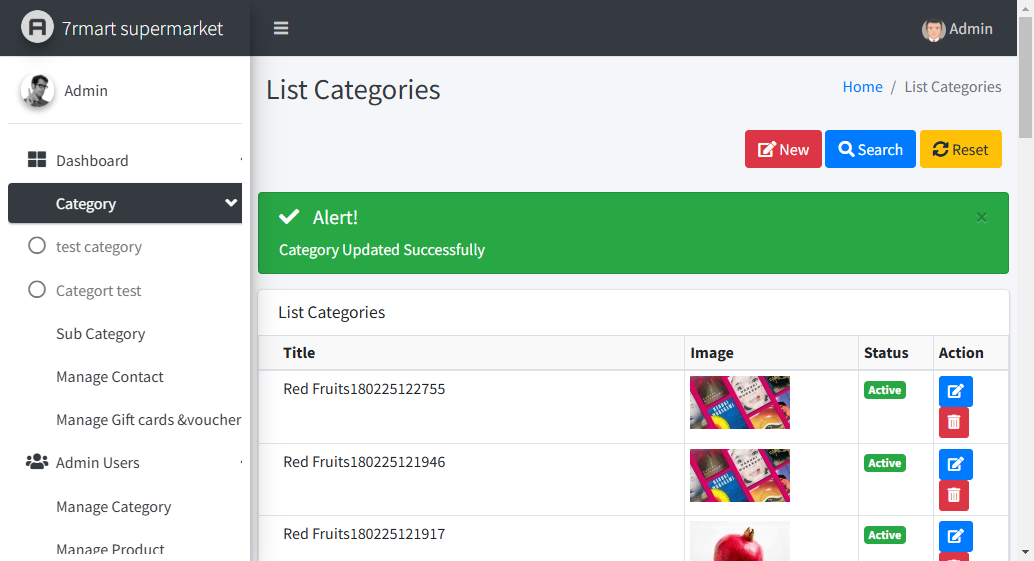 7rmart supermarket
Admin
Admin
List Categories
Home / List Categories
New
Search
Reset
Dashboard
Category
test category
Categort test
Sub Category
Manage Contact
Manage Gift cards &voucher
Admin Users
Manage Category
Manage Product
Alert!
×
Category Updated Successfully
List Categories
Title Image Status Action
Red Fruits180225122755 Active
Red Fruits180225121946 Active
Red Fruits180225121917 Active